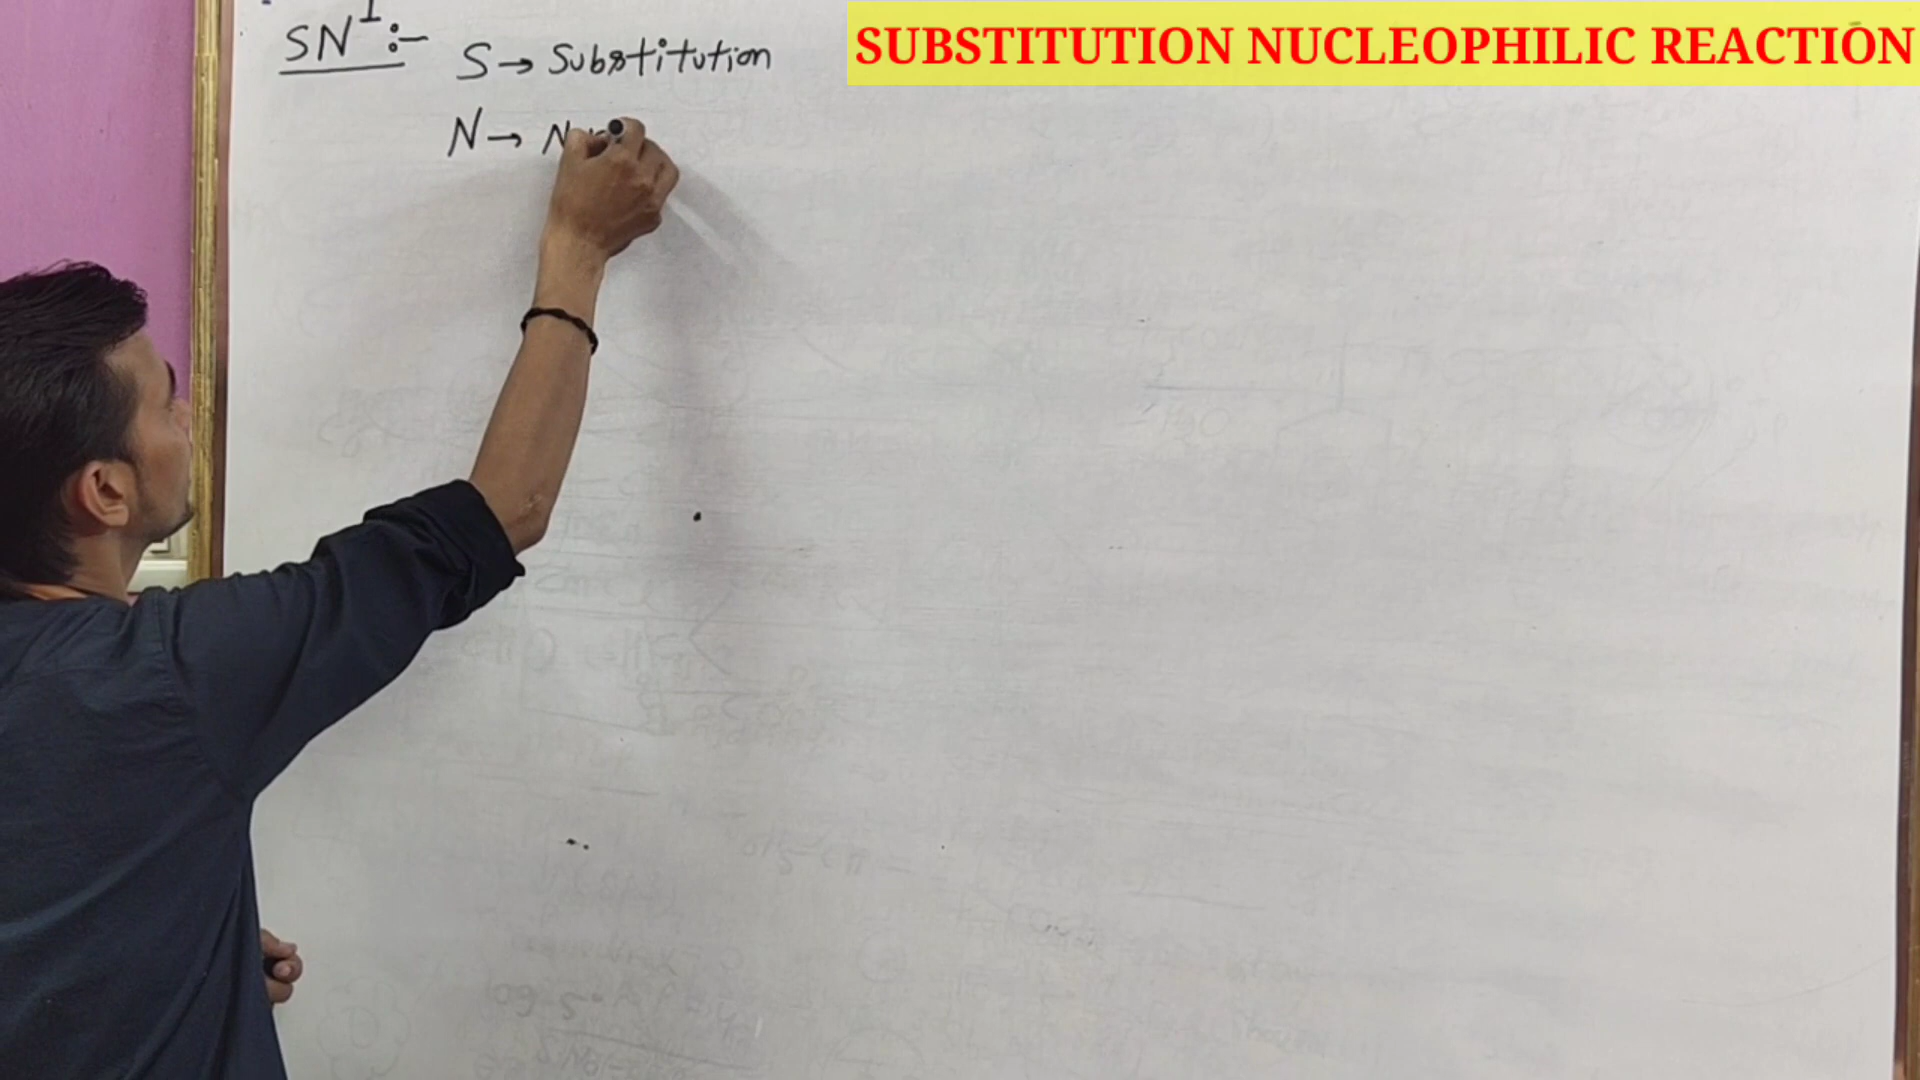 SN1 :-
S → Substitution
SUBSTITUTION NUCLEOPHILIC REACTION
N →